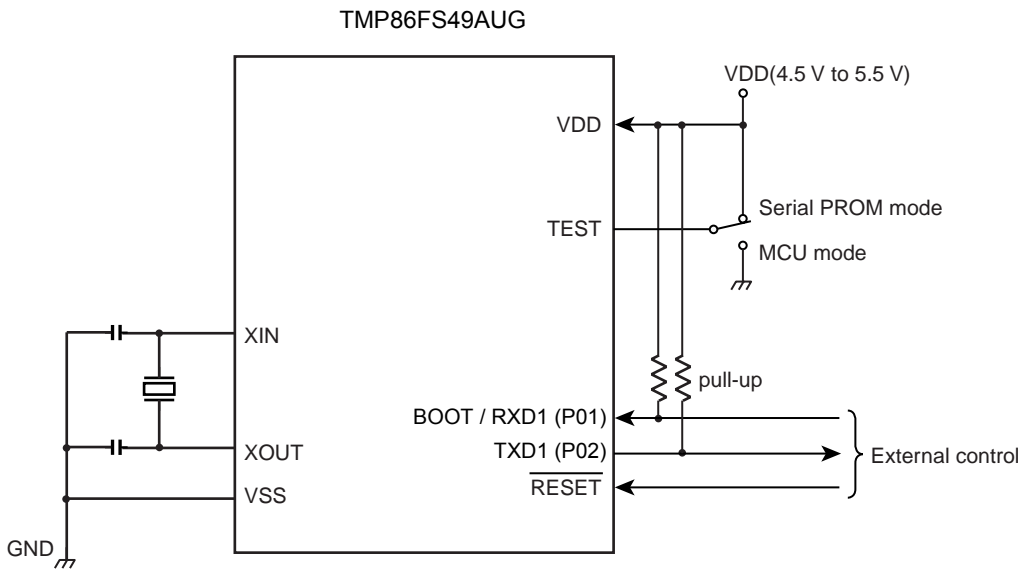 TMP86FS49AUG
VDD(4.5 V to 5.5 V)
VDD
Serial PROM mode
TEST
MCU mode
XIN
pull-up
BOOT / RXD1 (P01)
XOUT
TXD1 (P02)
External control
RESET
VSS
GND